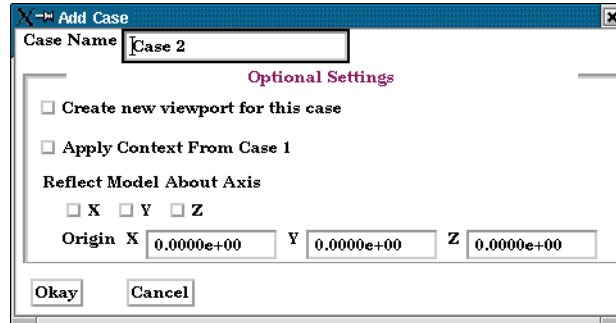 Add Case
Case Name Case 2
Optional Settings
Create new viewport for this case
Apply Context From Case 1
Reflect Model About Axis
X Y Z
Origin X 0.0000e+00 Y 0.0000e+00 Z 0.0000e+00
Okay Cancel